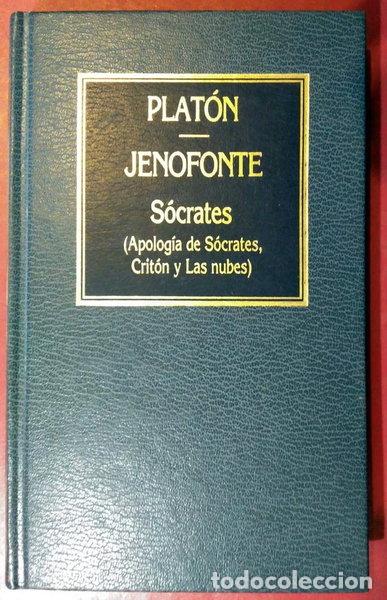 PLATÓN
JENOFONTE
Sócrates
(Apología de Sócrates,
Critón y Las nubes)
todocoleccion